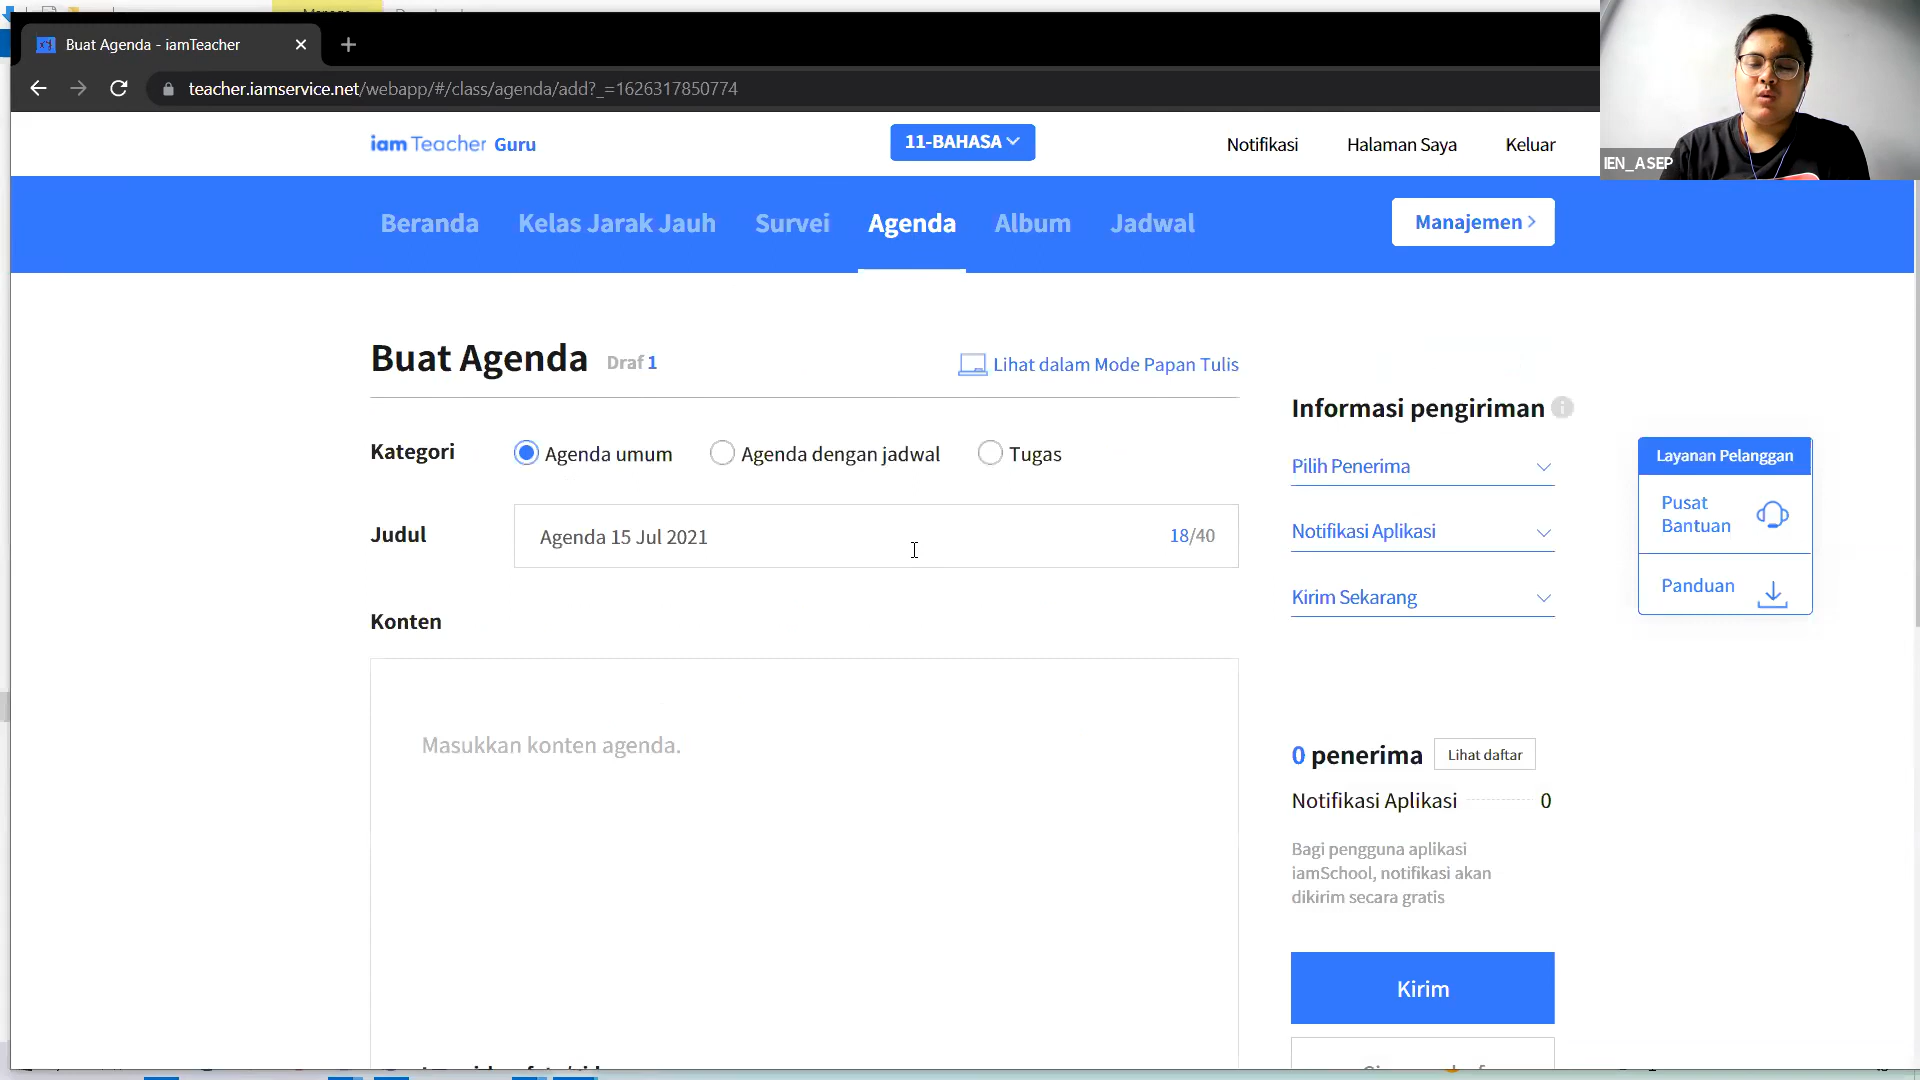 Buat Agenda - iamTeacher
teacher.iamservice.net/webapp/#/class/agenda/add?_=1626317850774
IEN_ASEP
iamTeacher Guru
11-BAHASA
Notifikasi
Halaman Saya
Keluar
Beranda
Kelas Jarak Jauh
Survei
Agenda
Album
Jadwal
Manajemen
Buat Agenda Draf 1
Lihat dalam Mode Papan Tulis
Kategori
Agenda umum
Agenda dengan jadwal
Tugas
Judul
Agenda 15 Jul 2021
18/40
Konten
Masukkan konten agenda.
Informasi pengiriman
Pilih Penerima
Notifikasi Aplikasi
Kirim Sekarang
0 penerima
Lihat daftar
Notifikasi Aplikasi 0
Bagi pengguna aplikasi
iamSchool, notifikasi akan
dikirim secara gratis
Kirim
Layanan Pelanggan
Pusat
Bantuan
Panduan